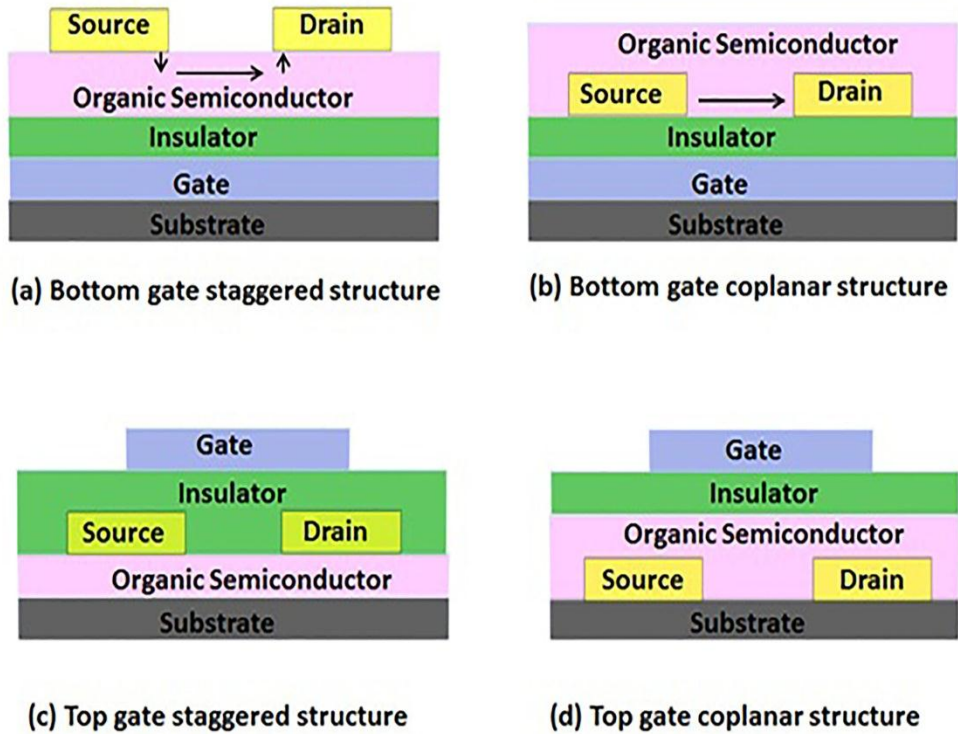 Source
Drain
Organic Semiconductor
Insulator
Gate
Substrate
(a) Bottom gate staggered structure
Organic Semiconductor
Source
Drain
Insulator
Gate
Substrate
(b) Bottom gate coplanar structure
Gate
Insulator
Source
Drain
Organic Semiconductor
Substrate
(c) Top gate staggered structure
Gate
Insulator
Organic Semiconductor
Source
Drain
Substrate
(d) Top gate coplanar structure